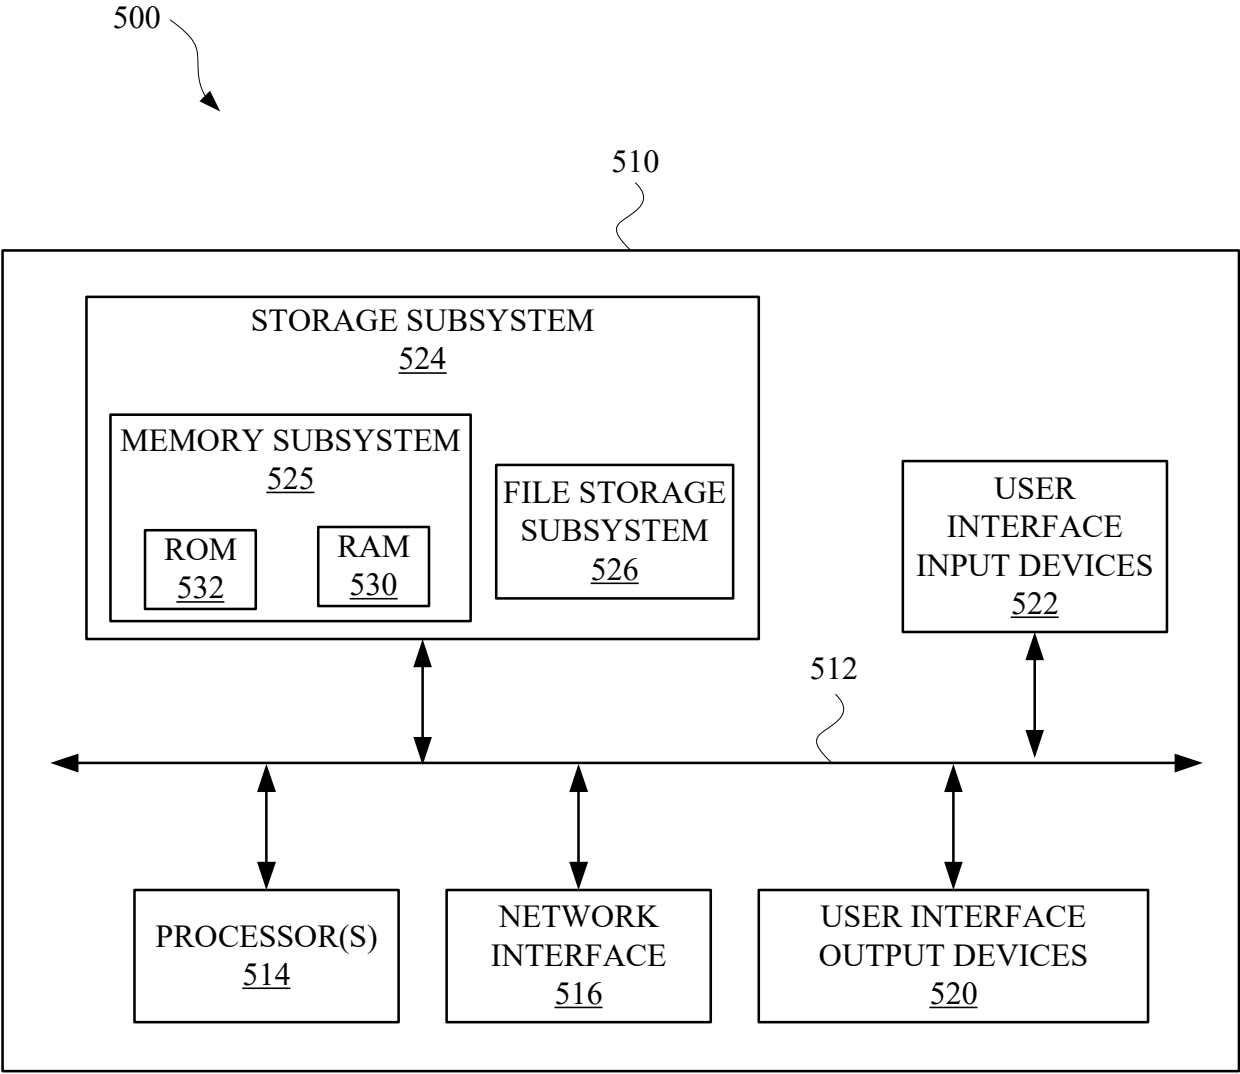 500
510
STORAGE SUBSYSTEM
524
MEMORY SUBSYSTEM
525
ROM
532
RAM
530
FILE STORAGE
SUBSYSTEM
526
USER
INTERFACE
INPUT DEVICES
522
512
PROCESSOR(S)
514
NETWORK
INTERFACE
516
USER INTERFACE
OUTPUT DEVICES
520